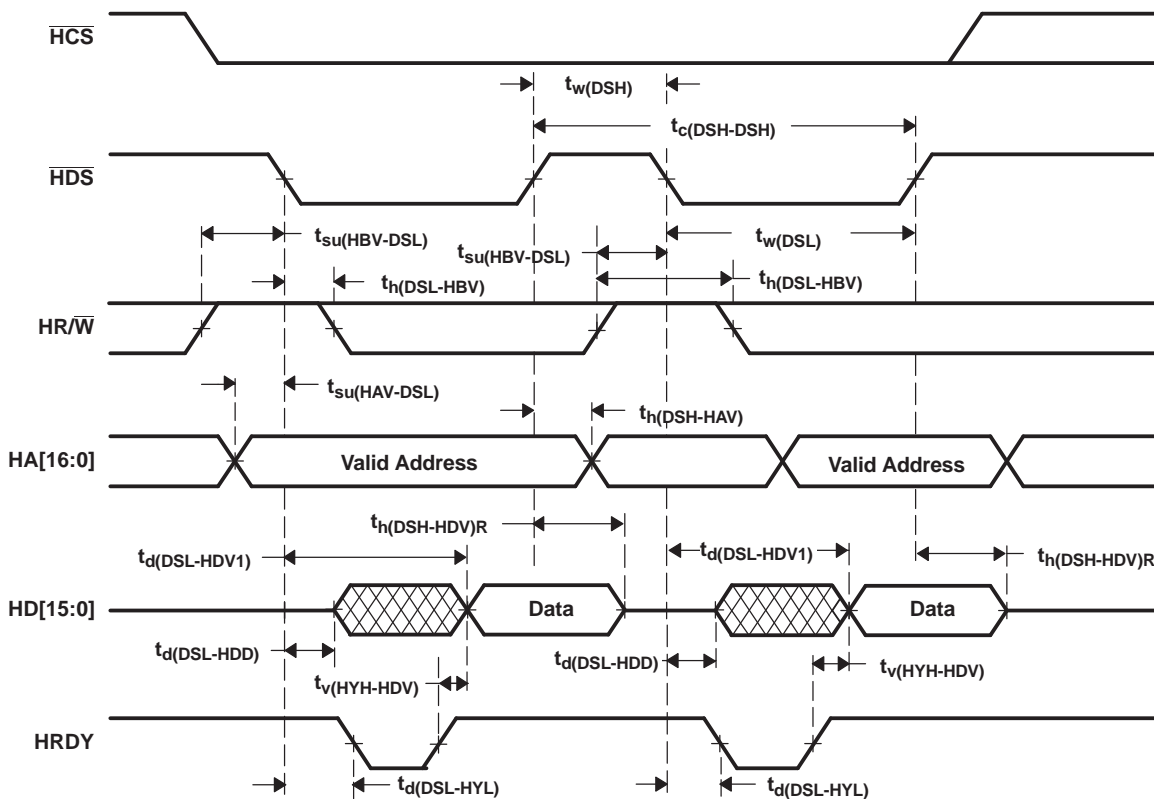 HCS
tw(DSH)
tc(DSH-DSH)
HDS
tsu(HBV-DSL)
tsu(HBV-DSL)
tw(DSL)
th(DSL-HBV)
th(DSL-HBV)
HR/W
tsu(HAV-DSL)
th(DSH-HAV)
HA[16:0]
Valid Address
Valid Address
th(DSH-HDV)R
td(DSL-HDV1)
td(DSL-HDV1)
th(DSH-HDV)R
HD[15:0]
Data
Data
td(DSL-HDD)
td(DSL-HDD)
tv(HYH-HDV)
tv(HYH-HDV)
HRDY
td(DSL-HYL)
td(DSL-HYL)